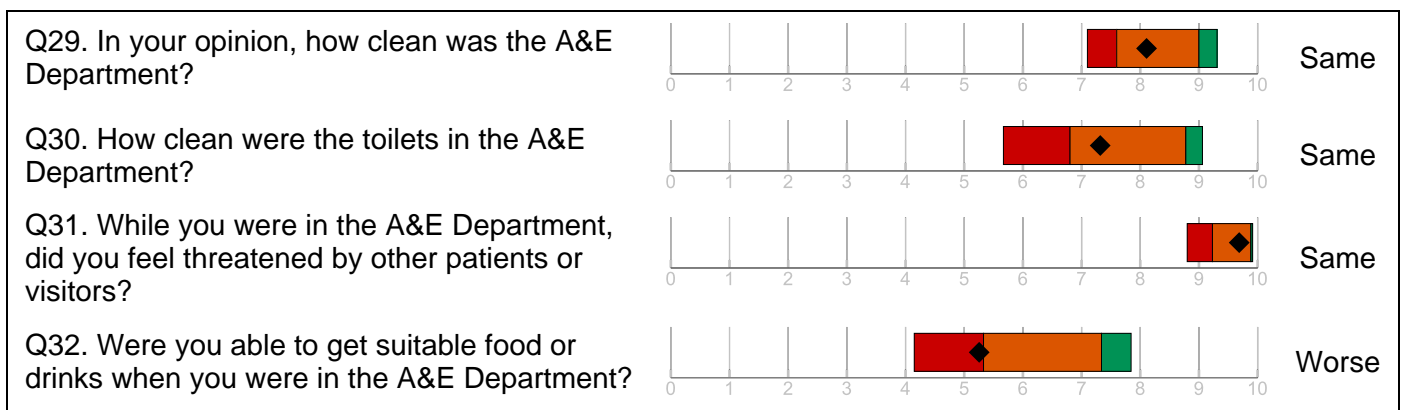 Q29. In your opinion, how clean was the A&E
Department?
Same
0 1 2 3 4 5 6 7 8 9 10
Q30. How clean were the toilets in the A&E
Department?
Same
0 1 2 3 4 5 6 7 8 9 10
Q31. While you were in the A&E Department,
did you feel threatened by other patients or
visitors?
Same
0 1 2 3 4 5 6 7 8 9 10
Q32. Were you able to get suitable food or
drinks when you were in the A&E Department?
Worse
0 1 2 3 4 5 6 7 8 9 10